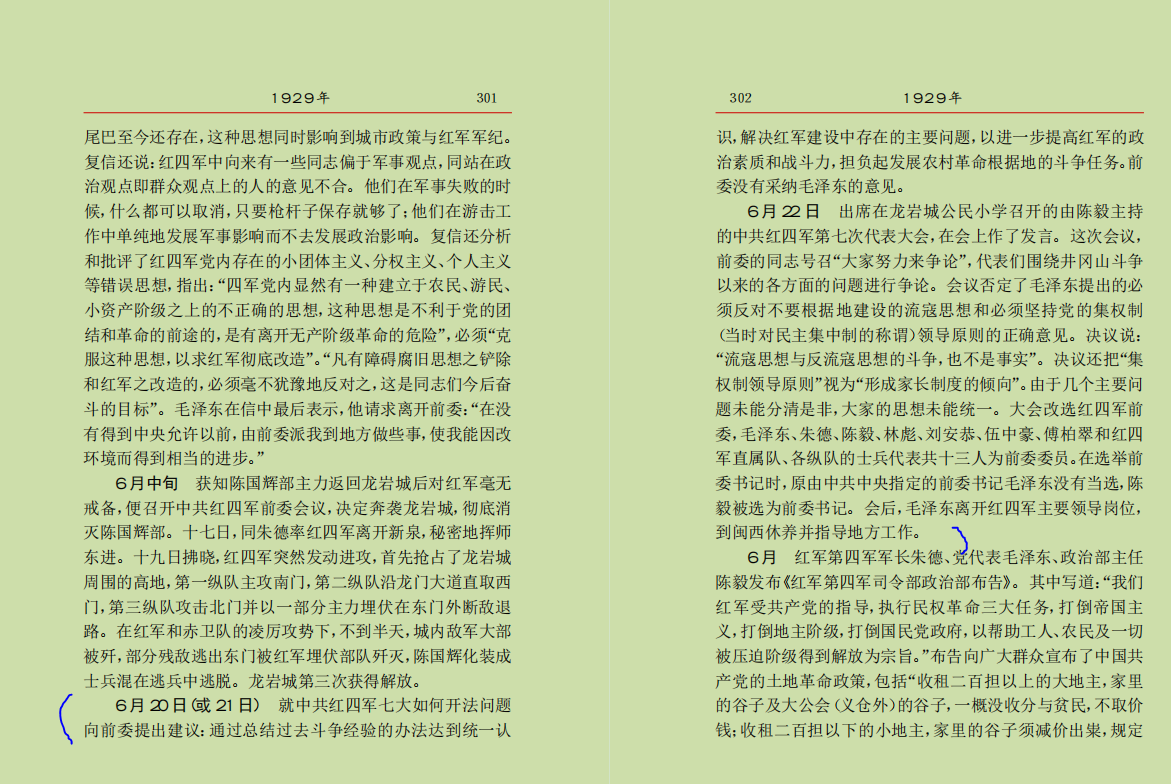 1929年 301
尾巴至今还存在,这种思想同时影响到城市政策与红军军纪。
复信还说:红四军中向来有一些同志偏于军事观点,同站在政
治观点即群众观点上的人的意见不合。他们在军事失败的时
候,什么都可以取消,只要枪杆子保存就够了;他们在游击工
作中单纯地发展军事影响而不去发展政治影响。复信还分析
和批评了红四军党内存在的小团体主义、分权主义、个人主义
等错误思想,指出:“四军党内显然有一种建立于农民、游民、
小资产阶级之上的不正确的思想,这种思想是不利于党的团
结和革命的前途的,是有离开无产阶级革命的危险”,必须“克
服这种思想,以求红军彻底改造”。“凡有障碍腐旧思想之铲除
和红军之改造的,必须毫不犹豫地反对之,这是同志们今后奋
斗的目标”。毛泽东在信中最后表示,他请求离开前委:“在没
有得到中央允许以前,由前委派我到地方做些事,使我能因改
环境而得到相当的进步。”
6月中旬 获知陈国辉部主力返回龙岩城后对红军毫无
戒备,便召开中共红四军前委会议,决定奔袭龙岩城,彻底消
灭陈国辉部。十七日,同朱德率红四军离开新泉,秘密地挥师
东进。十九日拂晓,红四军突然发动进攻,首先抢占了龙岩城
周围的高地,第一纵队主攻南门,第二纵队沿龙门大道直取西
门,第三纵队攻击北门并以一部分主力埋伏在东门外断敌退
路。在红军和赤卫队的凌厉攻势下,不到半天,城内敌军大部
被歼,部分残敌逃出东门被红军埋伏部队歼灭,陈国辉化装成
士兵混在逃兵中逃脱。龙岩城第三次获得解放。
6月20日(或21日) 就中共红四军七大如何开法问题
向前委提出建议:通过总结过去斗争经验的办法达到统一认
302 1929年
识,解决红军建设中存在的主要问题,以进一步提高红军的政
治素质和战斗力,担负起发展农村革命根据地的斗争任务。前
委没有采纳毛泽东的意见。
6月22日 出席在龙岩城公民小学召开的由陈毅主持
的中共红四军第七次代表大会,在会上作了发言。这次会议,
前委的同志号召“大家努力来争论”,代表们围绕井冈山斗争
以来的各方面的问题进行争论。会议否定了毛泽东提出的必
须反对不要根据地建设的流寇思想和必须坚持党的集权制
(当时对民主集中制的称谓)领导原则的正确意见。决议说:
“流寇思想与反流寇思想的斗争,也不是事实”。决议还把“集
权制领导原则”视为“形成家长制度的倾向”。由于几个主要问
题未能分清是非,大家的思想未能统一。大会改选红四军前
委,毛泽东、朱德、陈毅、林彪、刘安恭、伍中豪、傅柏翠和红四
军直属队、各纵队的士兵代表共十三人为前委委员。在选举前
委书记时,原由中共中央指定的前委书记毛泽东没有当选,陈
毅被选为前委书记。会后,毛泽东离开红四军主要领导岗位,
到闽西休养并指导地方工作。
6月 红军第四军军长朱德、党代表毛泽东、政治部主任
陈毅发布《红军第四军司令部政治部布告》。其中写道:“我们
红军受共产党的指导,执行民权革命三大任务,打倒帝国主
义,打倒地主阶级,打倒国民党政府,以帮助工人、农民及一切
被压迫阶级得到解放为宗旨。”布告向广大群众宣布了中国共
产党的土地革命政策,包括“收租二百担以上的大地主,家里
的谷子及大公会(义仓外)的谷子,一概没收分与贫民,不取价
钱;收租二百担以下的小地主,家里的谷子须减价出粜,规定